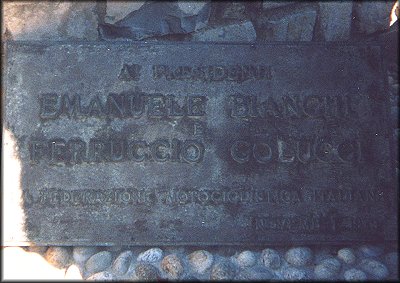 AI PRESIDENTI
EMANUELE BIANCHI
E
FERRUCCIO COLUCCI
FEDERAZIONE MOTOCICLISTICA ITALIANA